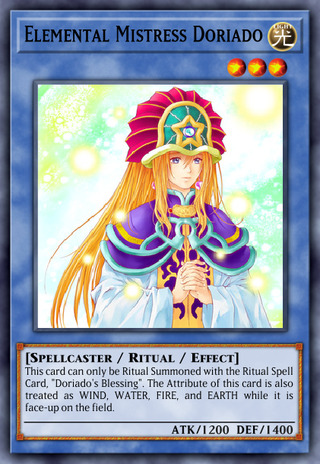 Elemental Mistress Doriado
LIGHT
光
[Spellcaster / Ritual / Effect]
This card can only be Ritual Summoned with the Ritual Spell
Card, "Doriado's Blessing". The Attribute of this card is also
treated as WIND, WATER, FIRE, and EARTH while it is
face-up on the field.
ATK/1200 DEF/1400